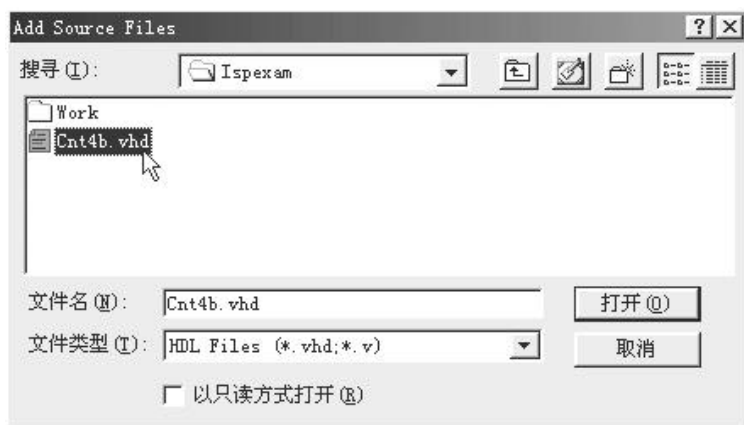 Add Source Files
搜寻(I): Ispexam
Work
Cnt4b.vhd
文件名(N): Cnt4b.vhd 打开(O)
文件类型(T): HDL Files (*.vhd;*.v) 取消
以只读方式打开(R)